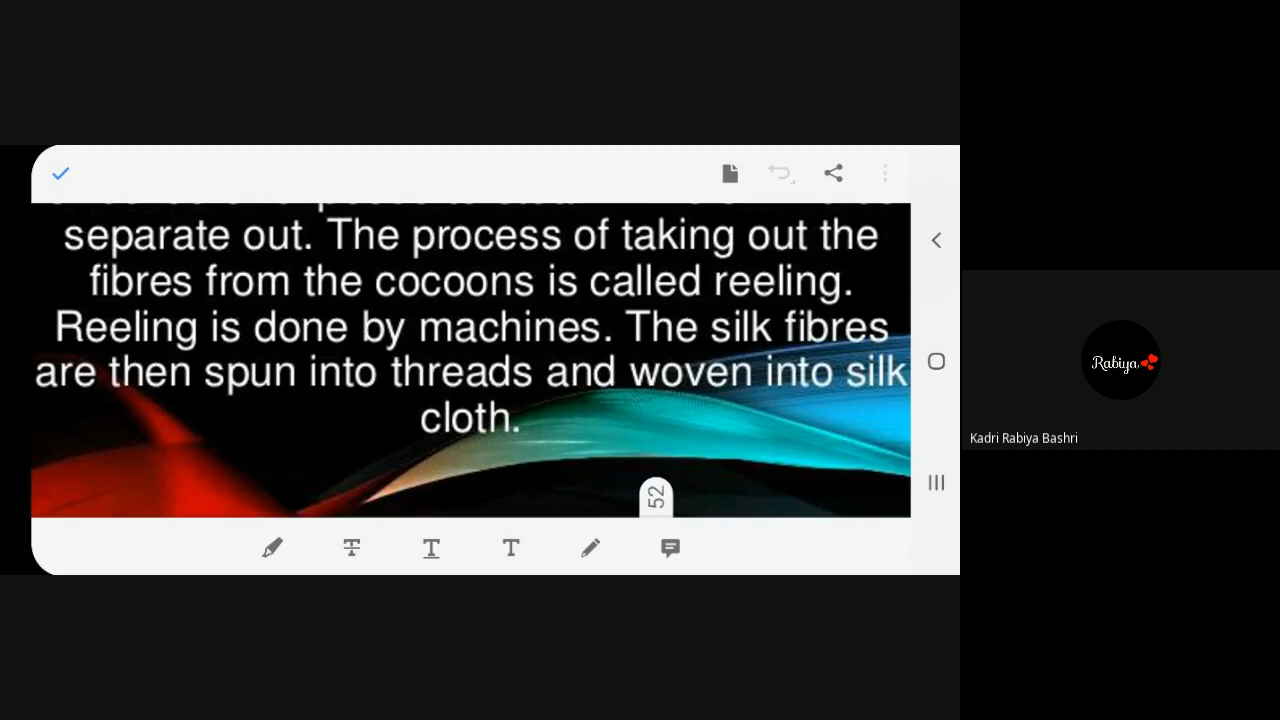 separate out. The process of taking out the
fibres from the cocoons is called reeling.
Reeling is done by machines. The silk fibres
are then spun into threads and woven into silk
cloth.
52
Rabiya
Kadri Rabiya Bashri